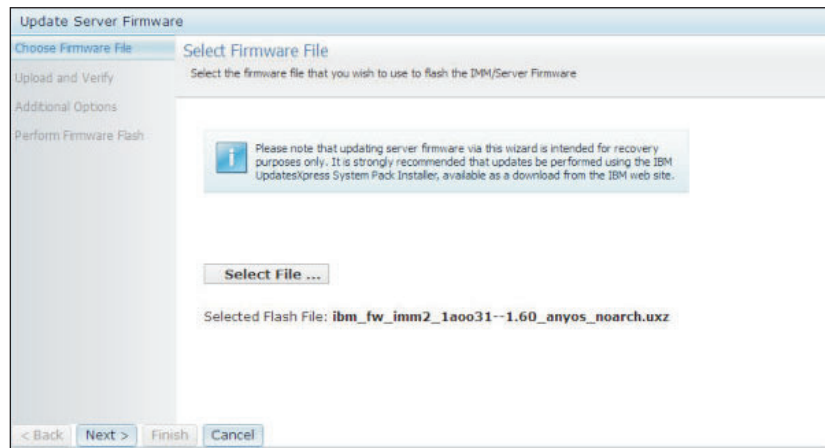 Update Server Firmware
Choose Firmware File
Upload and Verify
Additional Options
Perform Firmware Flash
Select Firmware File
Select the firmware file that you wish to use to flash the IMM/Server Firmware
Please note that updating server firmware via this wizard is intended for recovery
purposes only. It is strongly recommended that updates be performed using the IBM
UpdatesXpress System Pack Installer, available as a download from the IBM web site.
Select File ...
Selected Flash File: ibm_fw_imm2_1aoo31--1.60_anyos_noarch.uxz
< Back Next > Finish Cancel